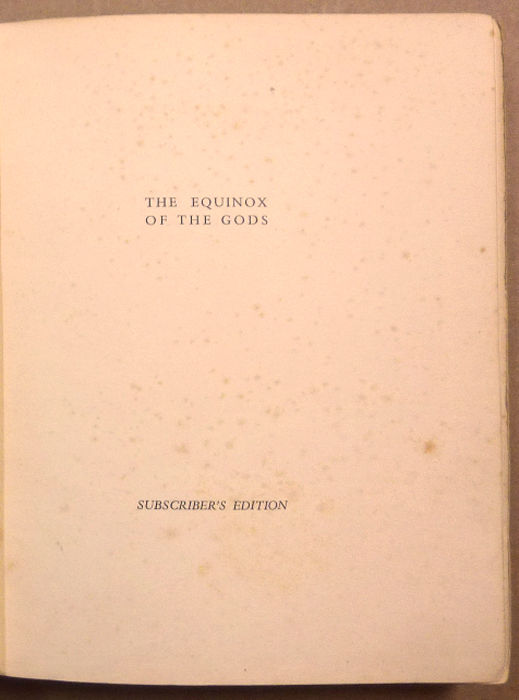 THE EQUINOX
OF THE GODS
SUBSCRIBER'S EDITION